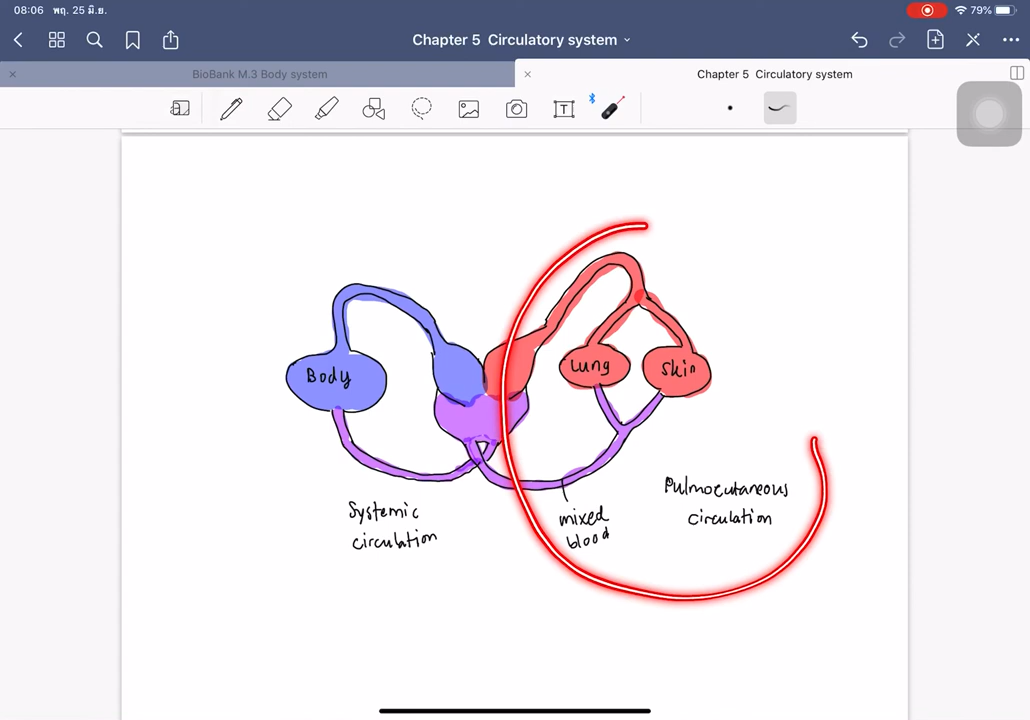 08:06 พฤ. 25 มิ.ย.
79%
Chapter 5 Circulatory system
BioBank M.3 Body system
Chapter 5 Circulatory system
T
Body
Lung
Skin
Systemic
circulation
mixed
blood
Pulmocutaneous
circulation